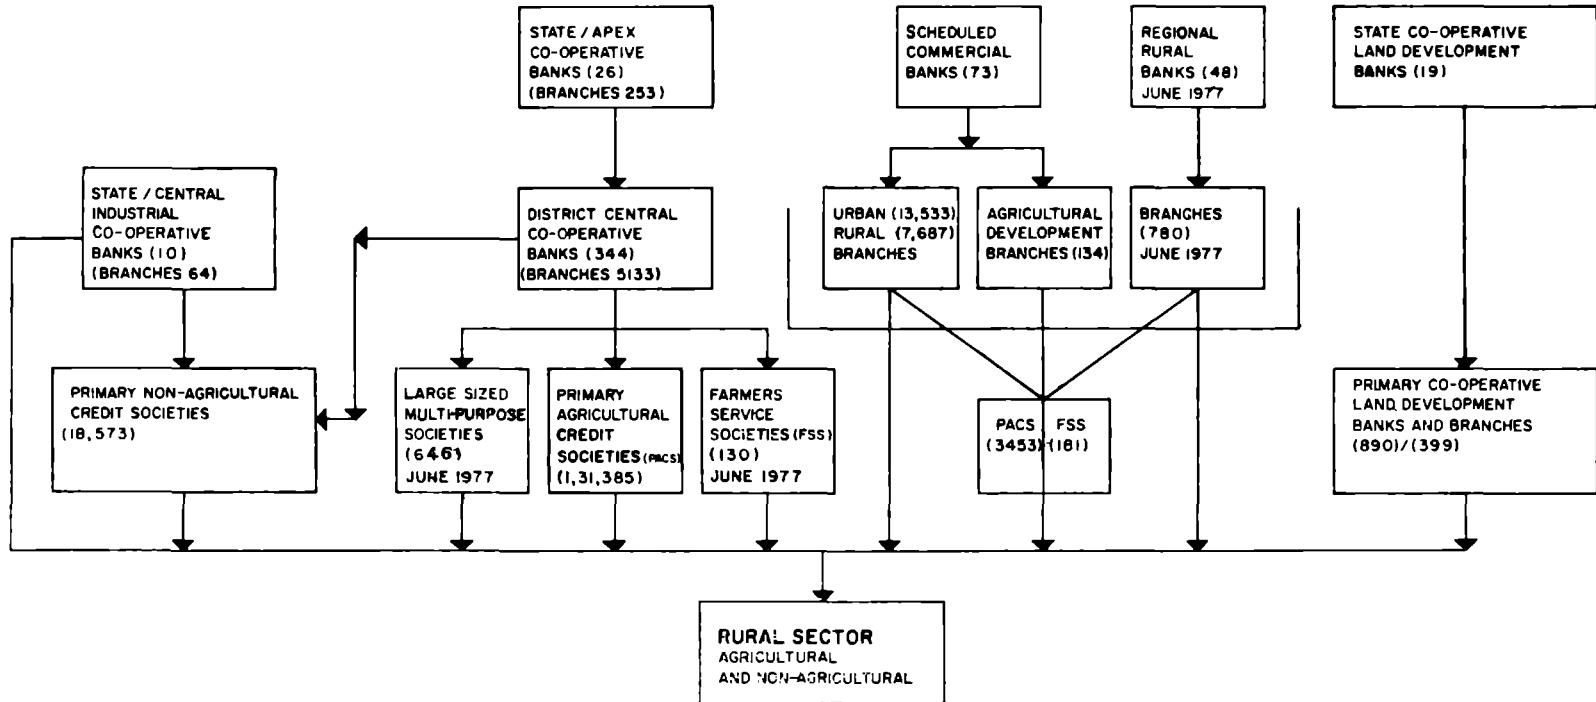 STATE / APEX
CO-OPERATIVE
BANKS (26)
(BRANCHES 253)
SCHEDULED
COMMERCIAL
BANKS (73)
REGIONAL
RURAL
BANKS (48)
JUNE 1977
STATE CO-OPERATIVE
LAND DEVELOPMENT
BANKS (19)
STATE / CENTRAL
INDUSTRIAL
CO-OPERATIVE
BANKS (10)
(BRANCHES 64)
DISTRICT CENTRAL
CO-OPERATIVE
BANKS (344)
(BRANCHES 5133)
URBAN (13,533)
RURAL (7,687)
BRANCHES
AGRICULTURAL
DEVELOPMENT
BRANCHES (134)
BRANCHES
(780)
JUNE 1977
PRIMARY NON-AGRICULTURAL
CREDIT SOCIETIES
(18,573)
LARGE SIZED
MULTI-PURPOSE
SOCIETIES
(646)
JUNE 1977
PRIMARY
AGRICULTURAL
CREDIT
SOCIETIES (PACS)
(1,31,385)
FARMERS
SERVICE
SOCIETIES (FSS)
(130)
JUNE 1977
PACS FSS
(3453) (181)
PRIMARY CO-OPERATIVE
LAND DEVELOPMENT
BANKS AND BRANCHES
(890)/(399)
RURAL SECTOR
AGRICULTURAL
AND NON-AGRICULTURAL